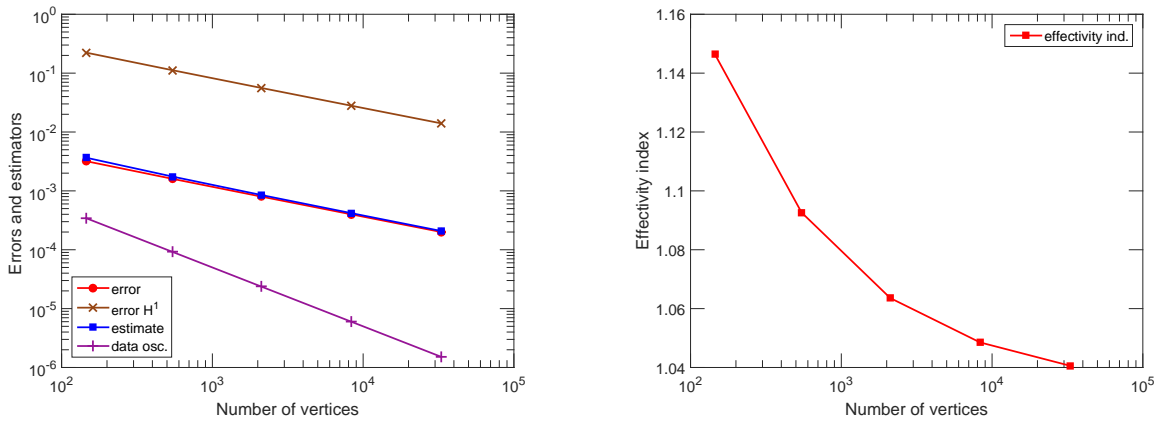 10^0
10^-1
10^-2
10^-3
10^-4
10^-5
10^-6
Errors and estimators
error
error H^1
estimate
data osc.
10^2 10^3 10^4 10^5
Number of vertices
1.16
1.14
1.12
1.1
1.08
1.06
1.04
Effectivity index
effectivity ind.
10^2 10^3 10^4 10^5
Number of vertices